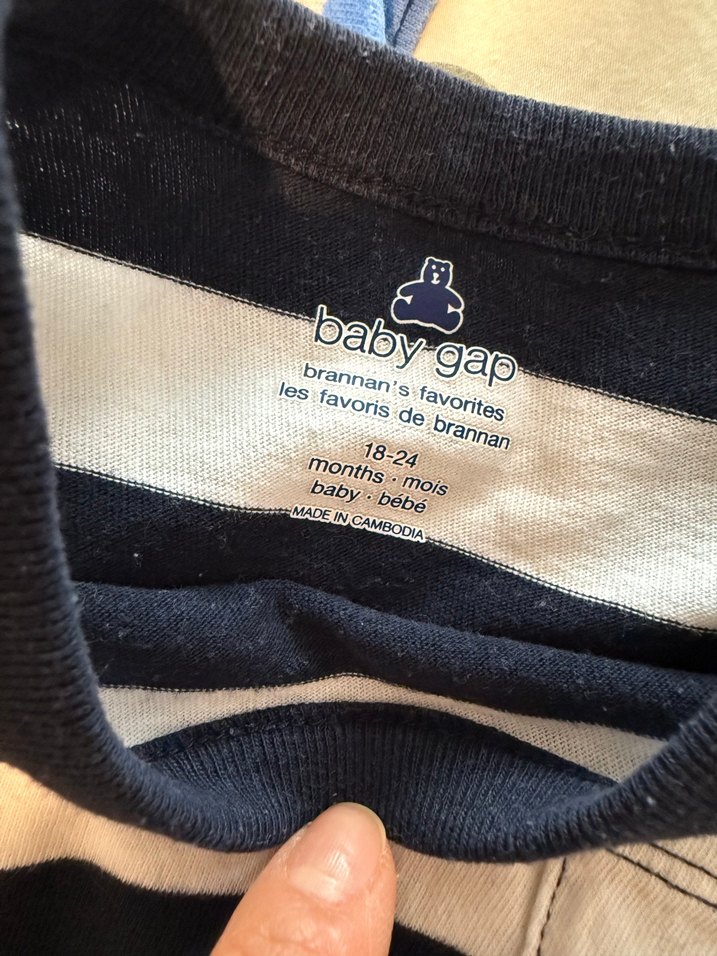 baby gap
brannan's favorites
les favoris de brannan
18-24
months · mois
baby · bébé
MADE IN CAMBODIA